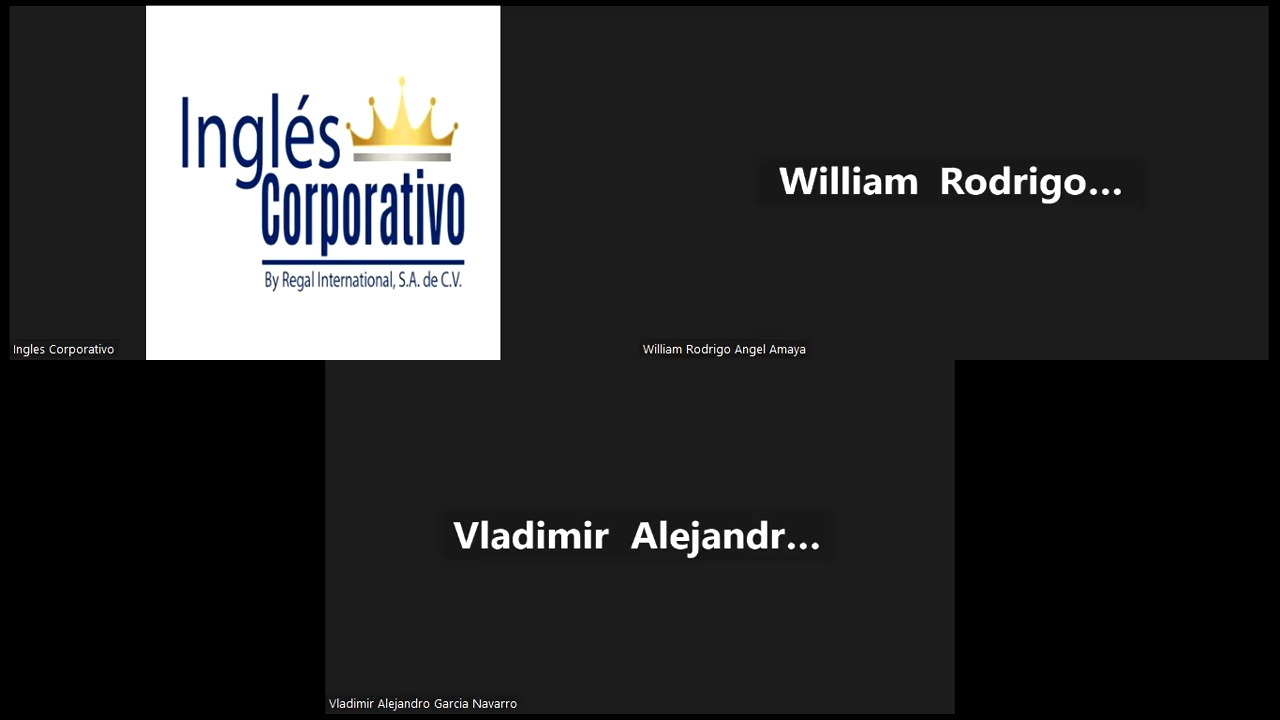 Inglés
Corporativo
By Regal International, S.A. de C.V.
Ingles Corporativo
William Rodrigo...
William Rodrigo Angel Amaya
Vladimir Alejandr...
Vladimir Alejandro Garcia Navarro